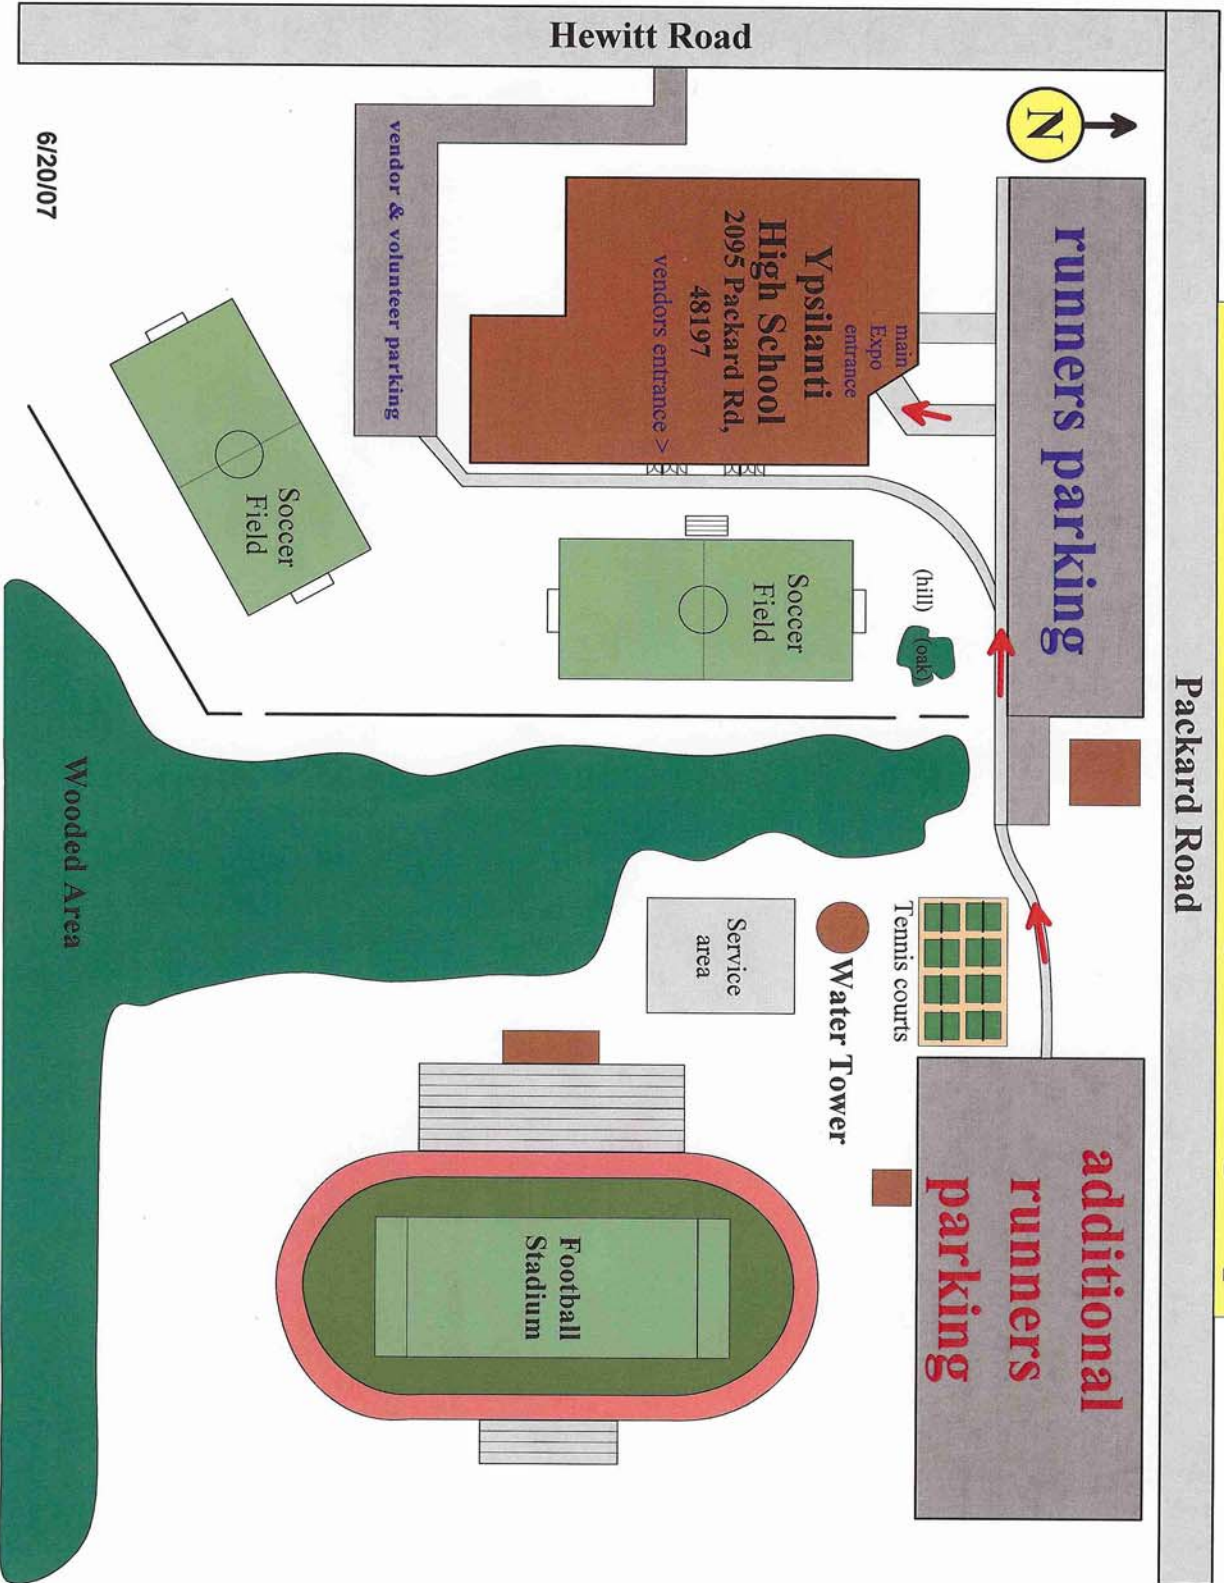 Packard Road
Hewitt Road
N
runners parking
additional
runners
parking
main
Expo
entrance
Ypsilanti
High School
2095 Packard Rd,
48197
vendors entrance >
vendor & volunteer parking
(hill)
(oak)
Soccer
Field
Soccer
Field
Tennis courts
Water Tower
Service
area
Football
Stadium
Wooded Area
6/20/07